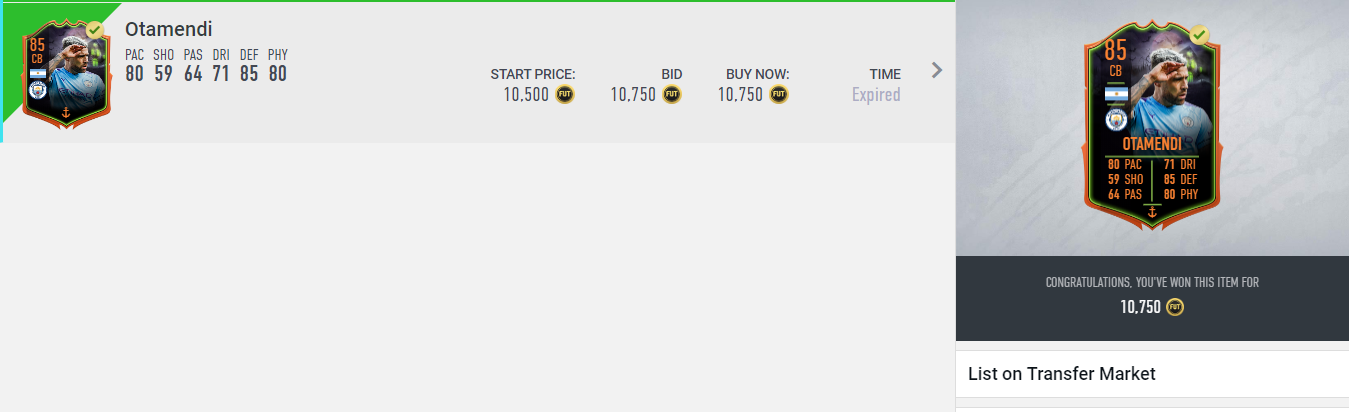 85
CB
Otamendi
PAC SHO PAS DRI DEF PHY
80 59 64 71 85 80
START PRICE: BID BUY NOW: TIME
10,500 FUT 10,750 FUT 10,750 FUT Expired
85
CB
OTAMENDI
80 PAC 71 DRI
59 SHO 85 DEF
64 PAS 80 PHY
CONGRATULATIONS, YOU'VE WON THIS ITEM FOR
10,750 FUT
List on Transfer Market